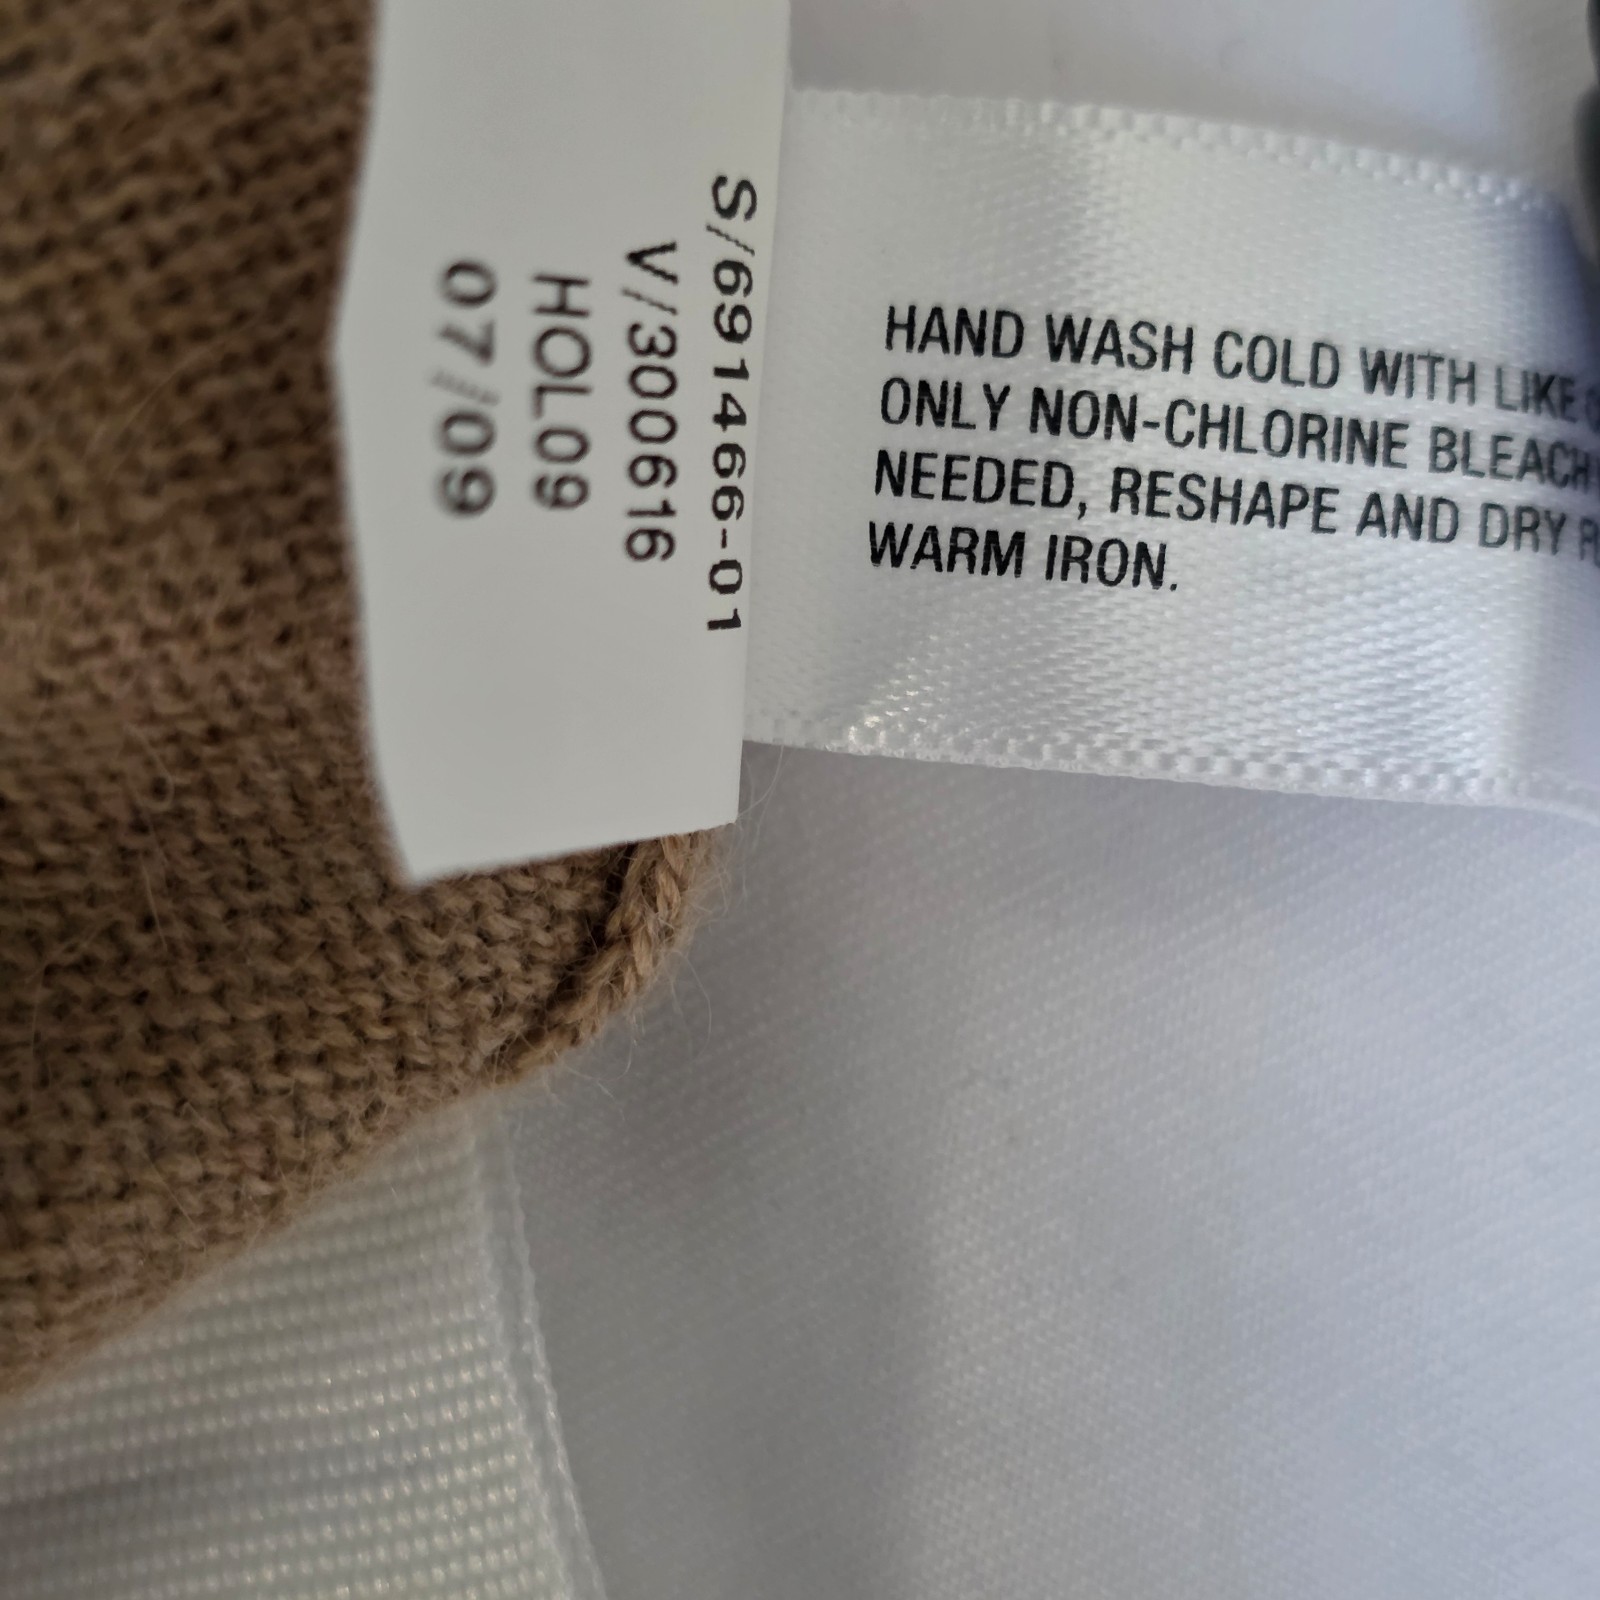 S/691466-01
V/300616
HOL09
07/09
HAND WASH COLD WITH LIKE
ONLY NON-CHLORINE BLEACH
NEEDED, RESHAPE AND DRY
WARM IRON.